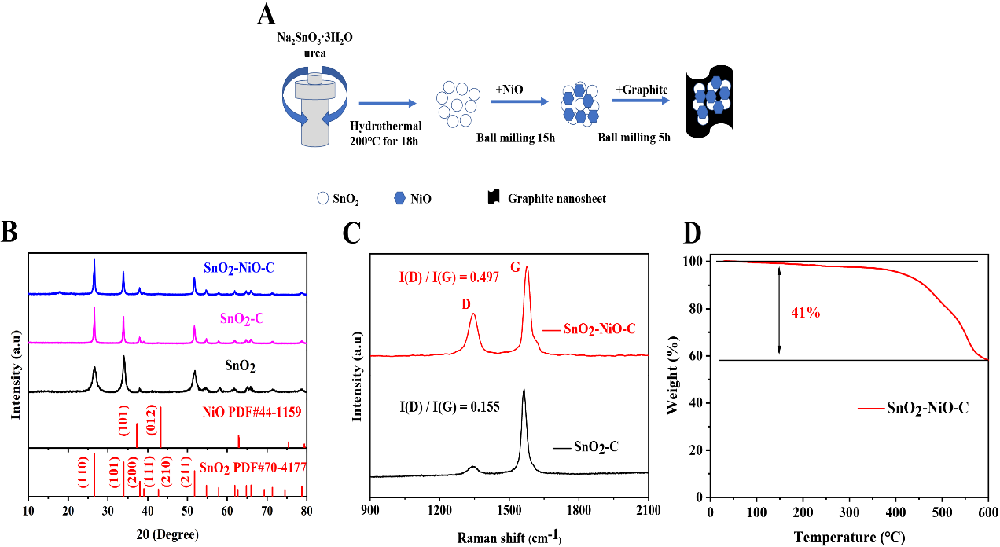 A
Na₂SnO₃·3H₂O
urea
+NiO
+Graphite
Hydrothermal
200℃ for 18h
Ball milling 15h
Ball milling 5h
SnO₂
NiO
Graphite nanosheet
B
SnO₂-NiO-C
SnO₂-C
SnO₂
NiO PDF#44-1159
(101)
(012)
SnO₂ PDF#70-4177
(110)
(101)
(200)
(111)
(210)
(211)
Intensity (a.u)
10 20 30 40 50 60 70 80
2θ (Degree)
C
I(D) / I(G) = 0.497
G
D
SnO₂-NiO-C
I(D) / I(G) = 0.155
SnO₂-C
Intensity (a.u)
900 1200 1500 1800 2100
Raman shift (cm⁻¹)
D
100
80
60
40
20
0
41%
SnO₂-NiO-C
Weight (%)
0 100 200 300 400 500 600
Temperature (℃)